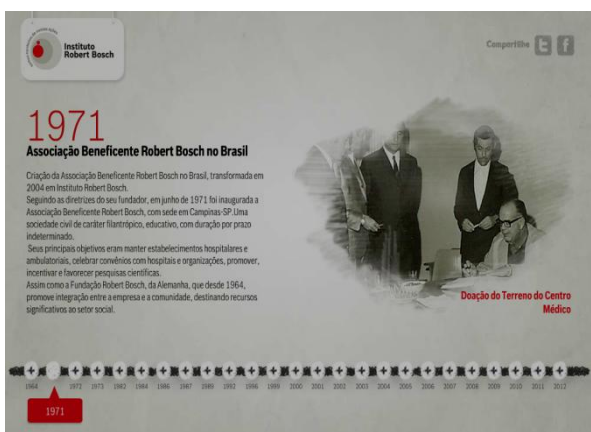 Instituto
Robert Bosch
Compartilhe
1971
Associação Beneficente Robert Bosch no Brasil
Criação da Associação Beneficente Robert Bosch no Brasil, transformada em
2004 em Instituto Robert Bosch.
Seguindo as diretrizes do seu fundador, em junho de 1971 foi inaugurada a
Associação Beneficente Robert Bosch, com sede em Campinas-SP.Uma
sociedade civil de caráter filantrópico, educativo, com duração por prazo
indeterminado.
Seus principais objetivos eram manter estabelecimentos hospitalares e
ambulatoriais, celebrar convênios com hospitais e organizações, promover,
incentivar e favorecer pesquisas científicas.
Assim como a Fundação Robert Bosch, da Alemanha, que desde 1964,
promove integração entre a empresa e a comunidade, destinando recursos
significativos ao setor social.
Doação do Terreno do Centro
Médico
1964 1972 1973 1982 1984 1986 1987 1989 1992 1996 1999 2000 2001 2002 2003 2004 2005 2006 2007 2008 2009 2010 2011 2012
1971